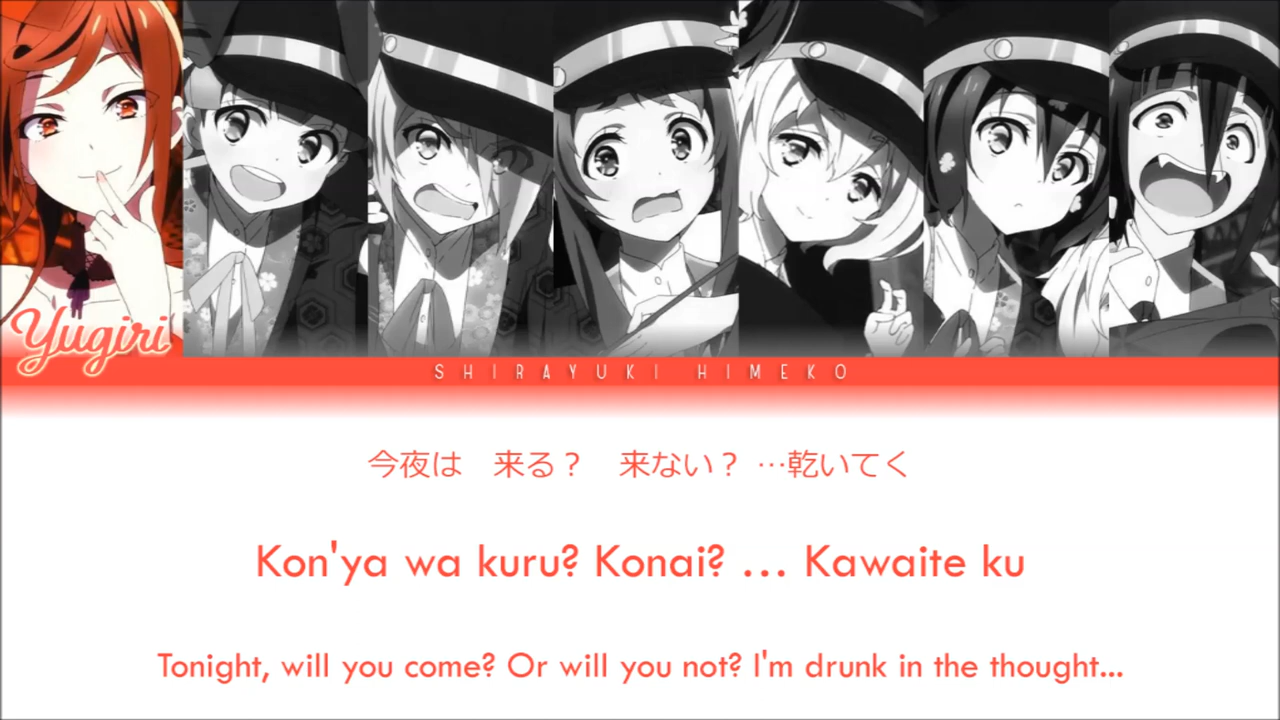 Yugiri
SHIRAYUKI HIMEKO
今夜は　来る？　来ない？ …乾いてく
Kon'ya wa kuru? Konai? … Kawaite ku
Tonight, will you come? Or will you not? I'm drunk in the thought...